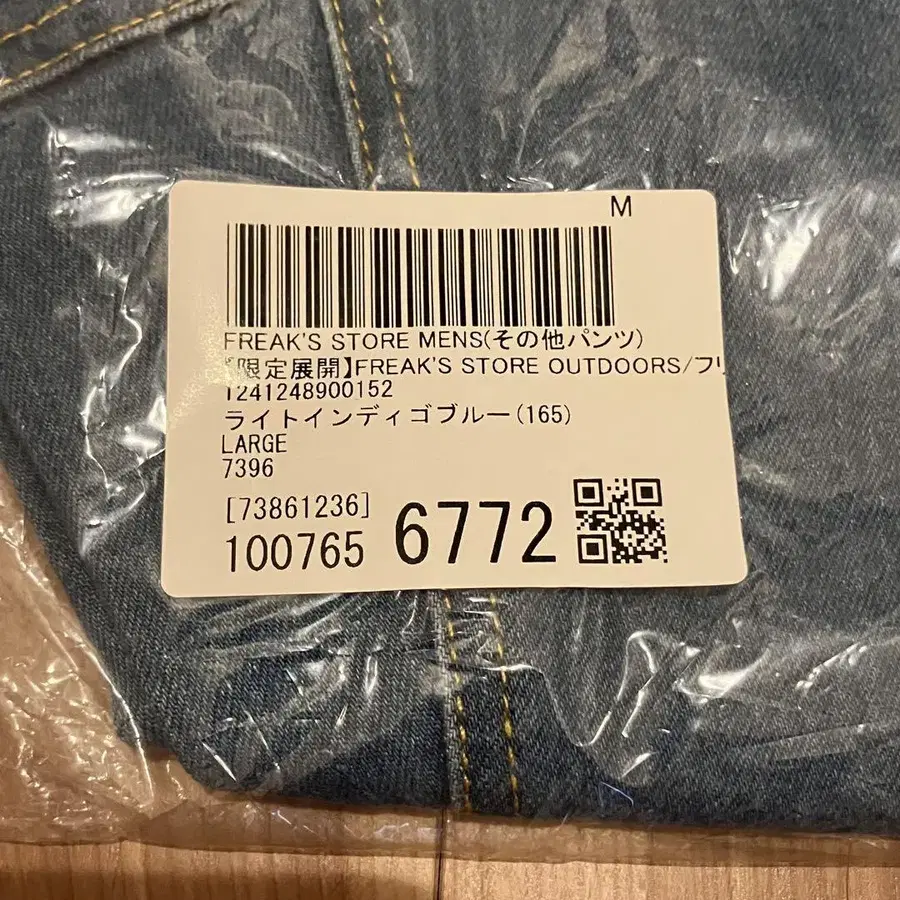 M
FREAK'S STORE MENS(その他パンツ)
【限定展開】FREAK'S STORE OUTDOORS/フリ
1241248900152
ライトインディゴブルー(165)
LARGE
7396
[73861236]
100765 6772